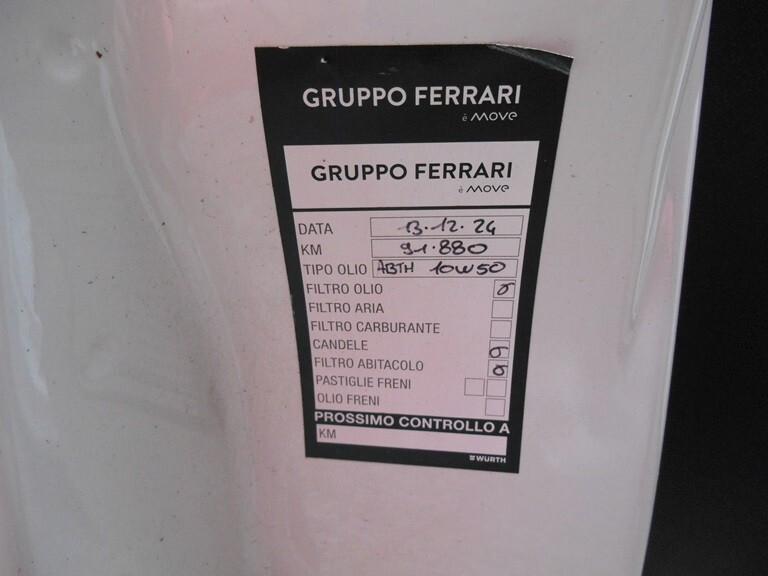 GRUPPO FERRARI
è MOVE
GRUPPO FERRARI
è MOVE
DATA 13.12.24
KM 91.880
TIPO OLIO ABTH 10W50
FILTRO OLIO
FILTRO ARIA
FILTRO CARBURANTE
CANDELE
FILTRO ABITACOLO
PASTIGLIE FRENI
OLIO FRENI
PROSSIMO CONTROLLO A
KM
WÜRTH